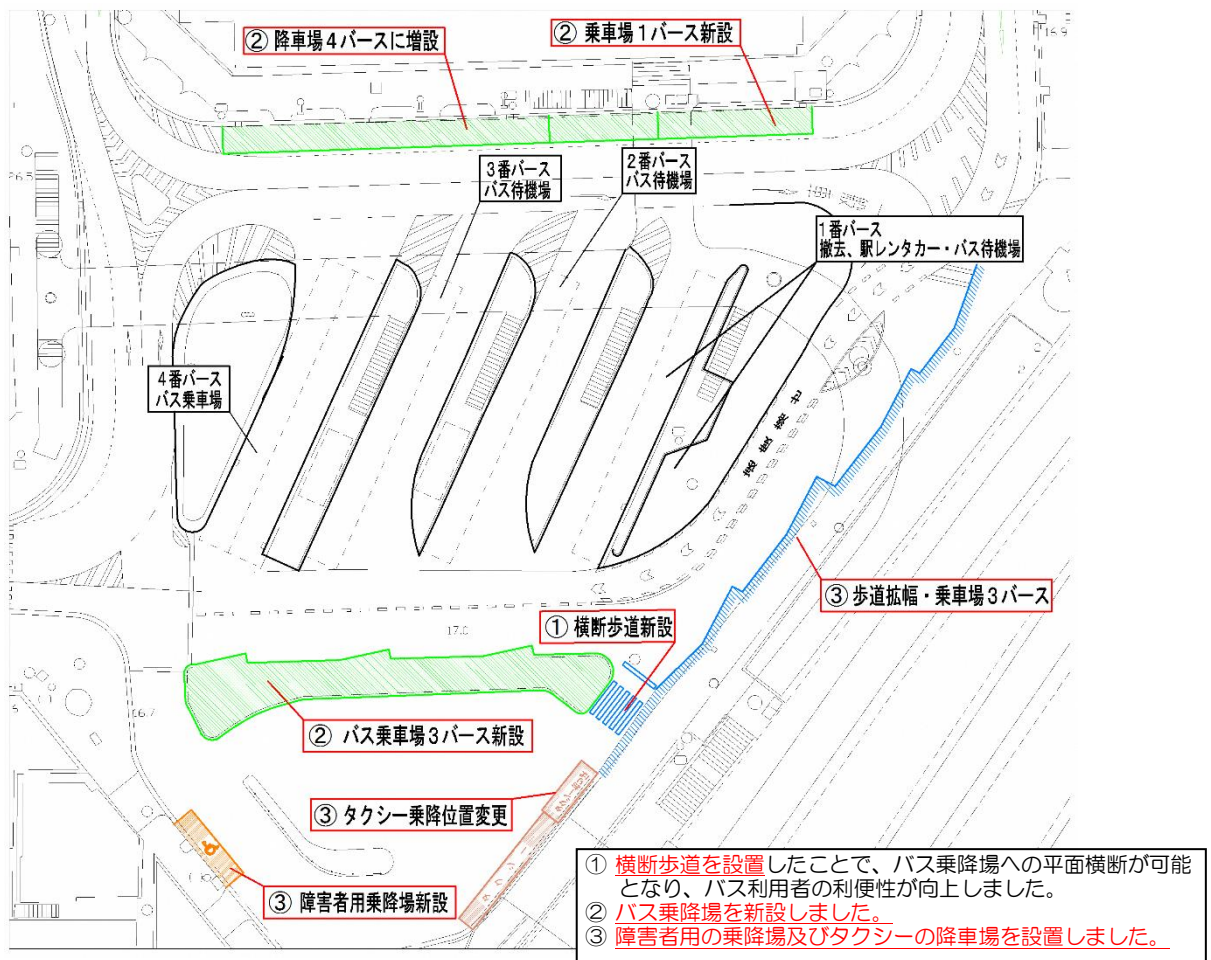 ② 降車場4バースに増設
② 乗車場1バース新設
16.9
26.5
3番バース
バス待機場
2番バース
バス待機場
1番バース
撤去、駅レンタカー・バス待機場
4番バース
バス乗車場
③ 歩道拡幅・乗車場3バース
① 横断歩道新設
17.0
16.7
② バス乗車場3バース新設
③ タクシー乗降位置変更
③ 障害者用乗降場新設
① 横断歩道を設置したことで、バス乗降場への平面横断が可能
となり、バス利用者の利便性が向上しました。
② バス乗降場を新設しました。
③ 障害者用の乗降場及びタクシーの降車場を設置しました。